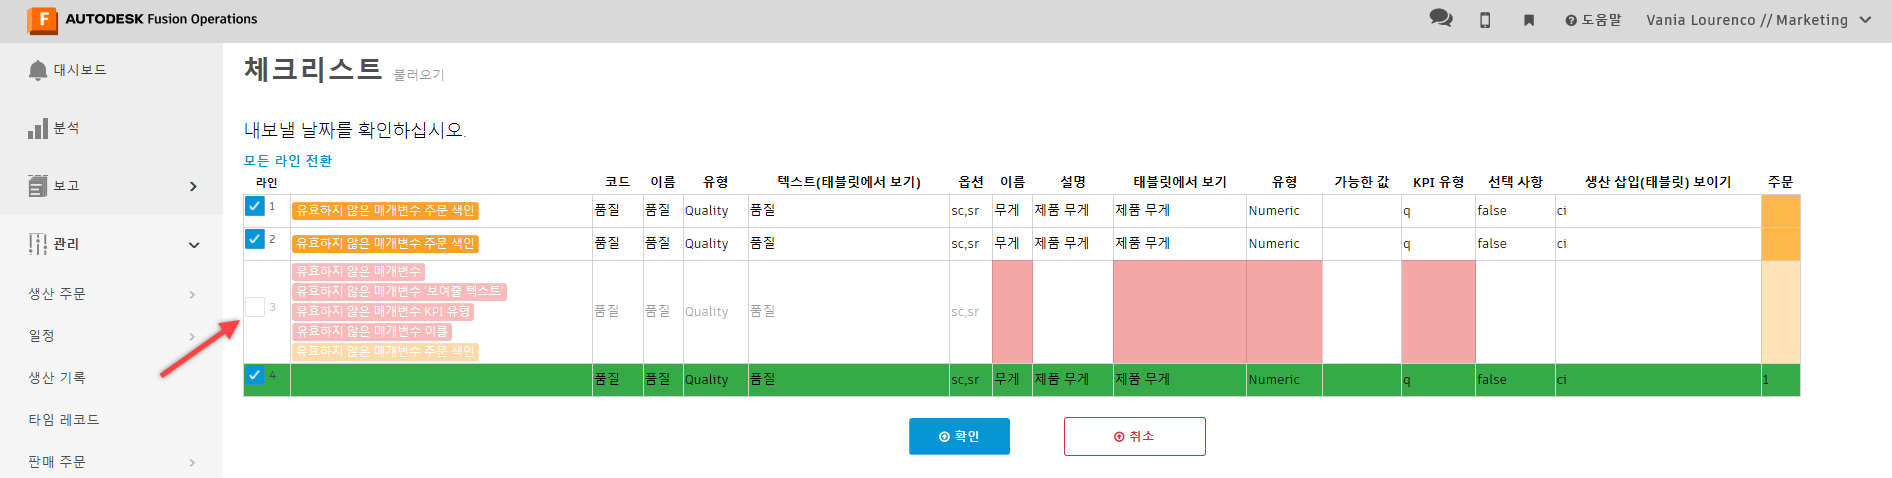 F AUTODESK Fusion Operations
도움말 Vania Lourenco // Marketing
대시보드
분석
보고
관리
생산 주문
일정
생산 기록
타임 레코드
판매 주문
체크리스트 불러오기
내보낼 날짜를 확인하십시오.
모든 라인 전환
라인 코드 이름 유형 텍스트(태블릿에서 보기) 옵션 이름 설명 태블릿에서 보기 유형 가능한 값 KPI 유형 선택 사항 생산 삽입(태블릿) 보이기 주문
1 유효하지 않은 매개변수 주문 색인 품질 품질 Quality 품질 sc,sr 무게 제품 무게 제품 무게 Numeric q false ci
2 유효하지 않은 매개변수 주문 색인 품질 품질 Quality 품질 sc,sr 무게 제품 무게 제품 무게 Numeric q false ci
유효하지 않은 매개변수
유효하지 않은 매개변수 '보여줄 텍스트'
3 유효하지 않은 매개변수 KPI 유형 품질 품질 Quality 품질 sc,sr
유효하지 않은 매개변수 이름
유효하지 않은 매개변수 주문 색인
4 품질 품질 Quality 품질 sc,sr 무게 제품 무게 제품 무게 Numeric q false ci 1
확인 취소